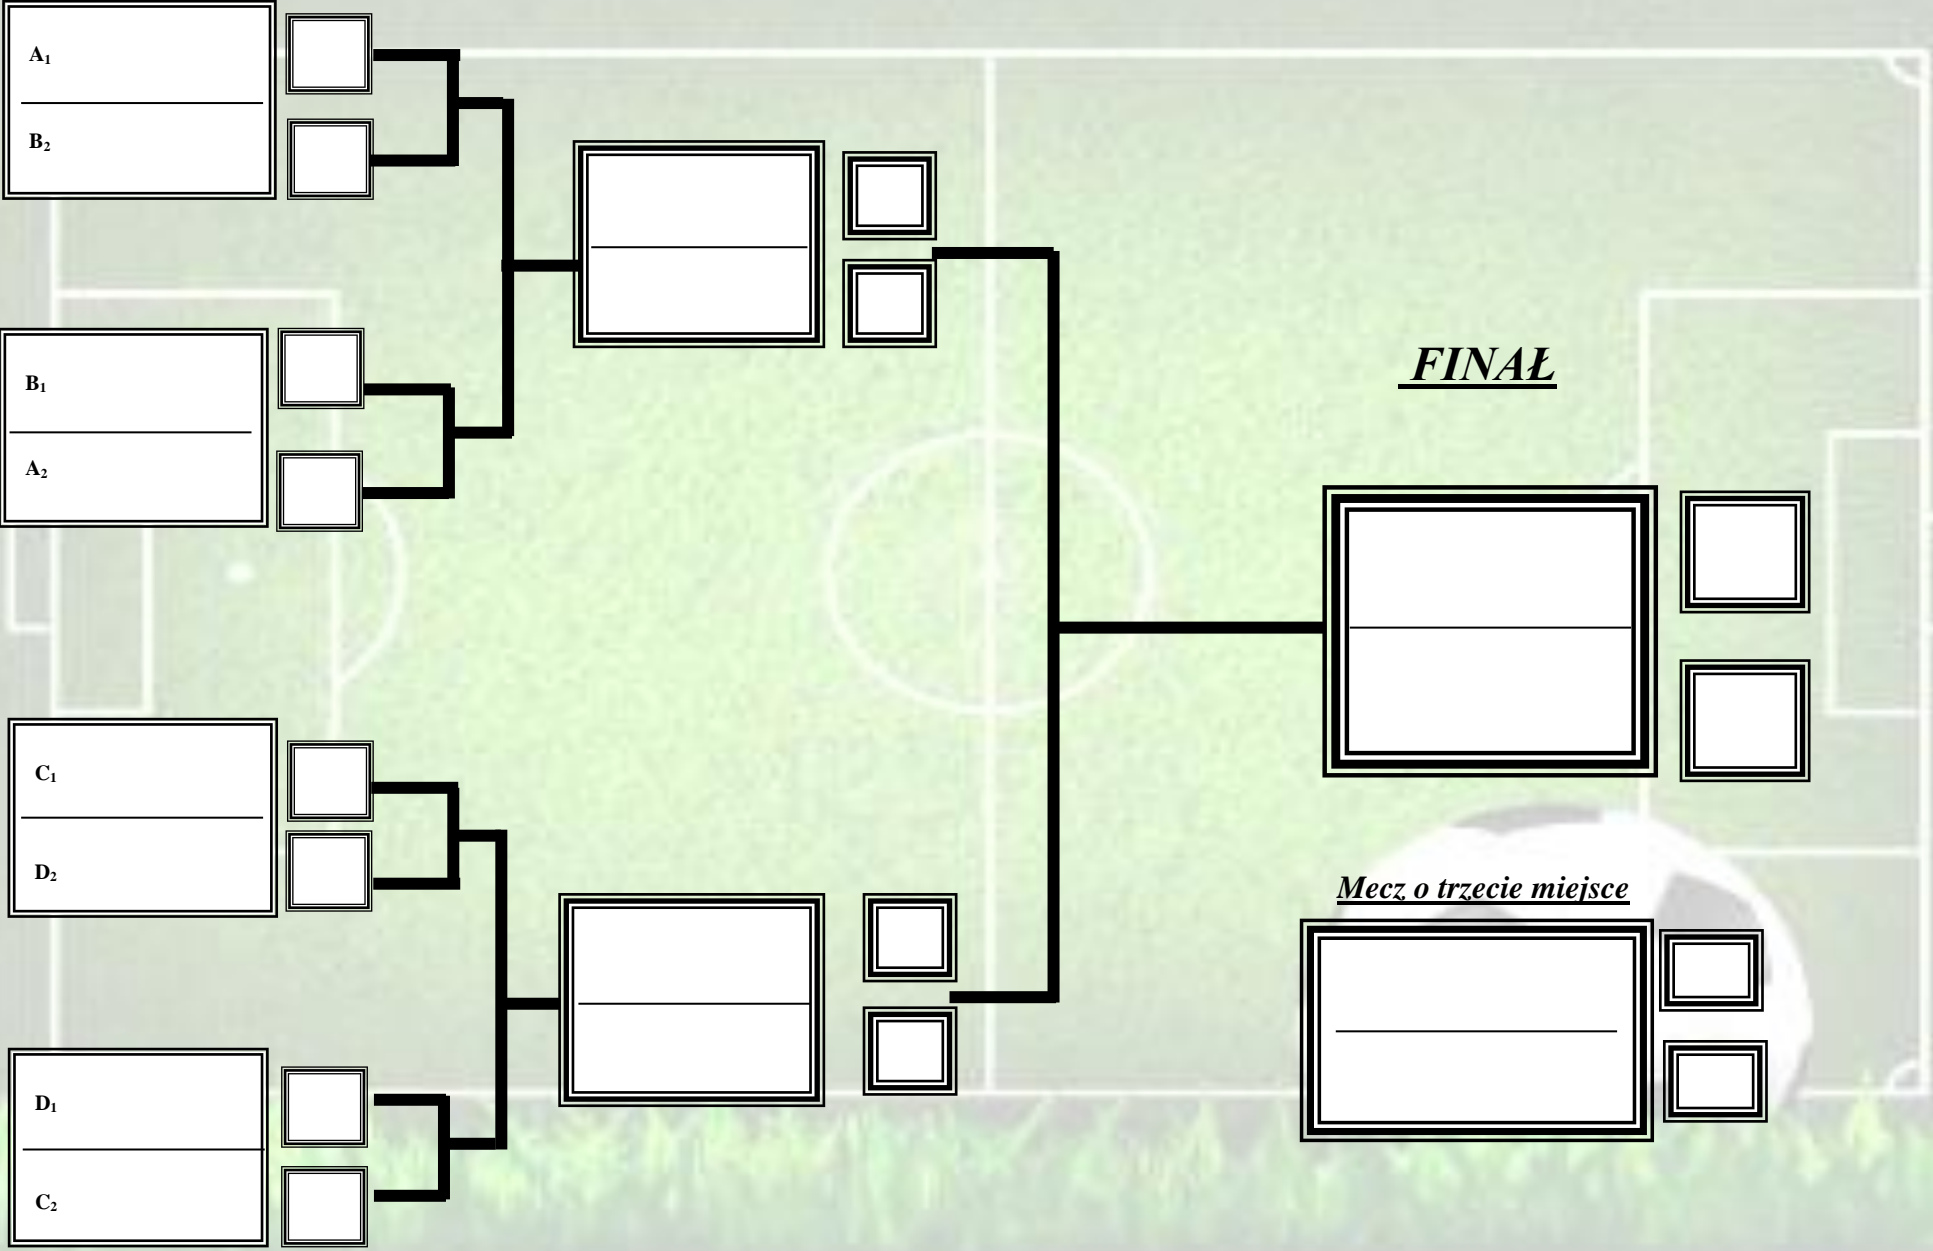 A₁
B₂
B₁
A₂
FINAŁ
C₁
D₂
Mecz o trzecie miejsce
D₁
C₂